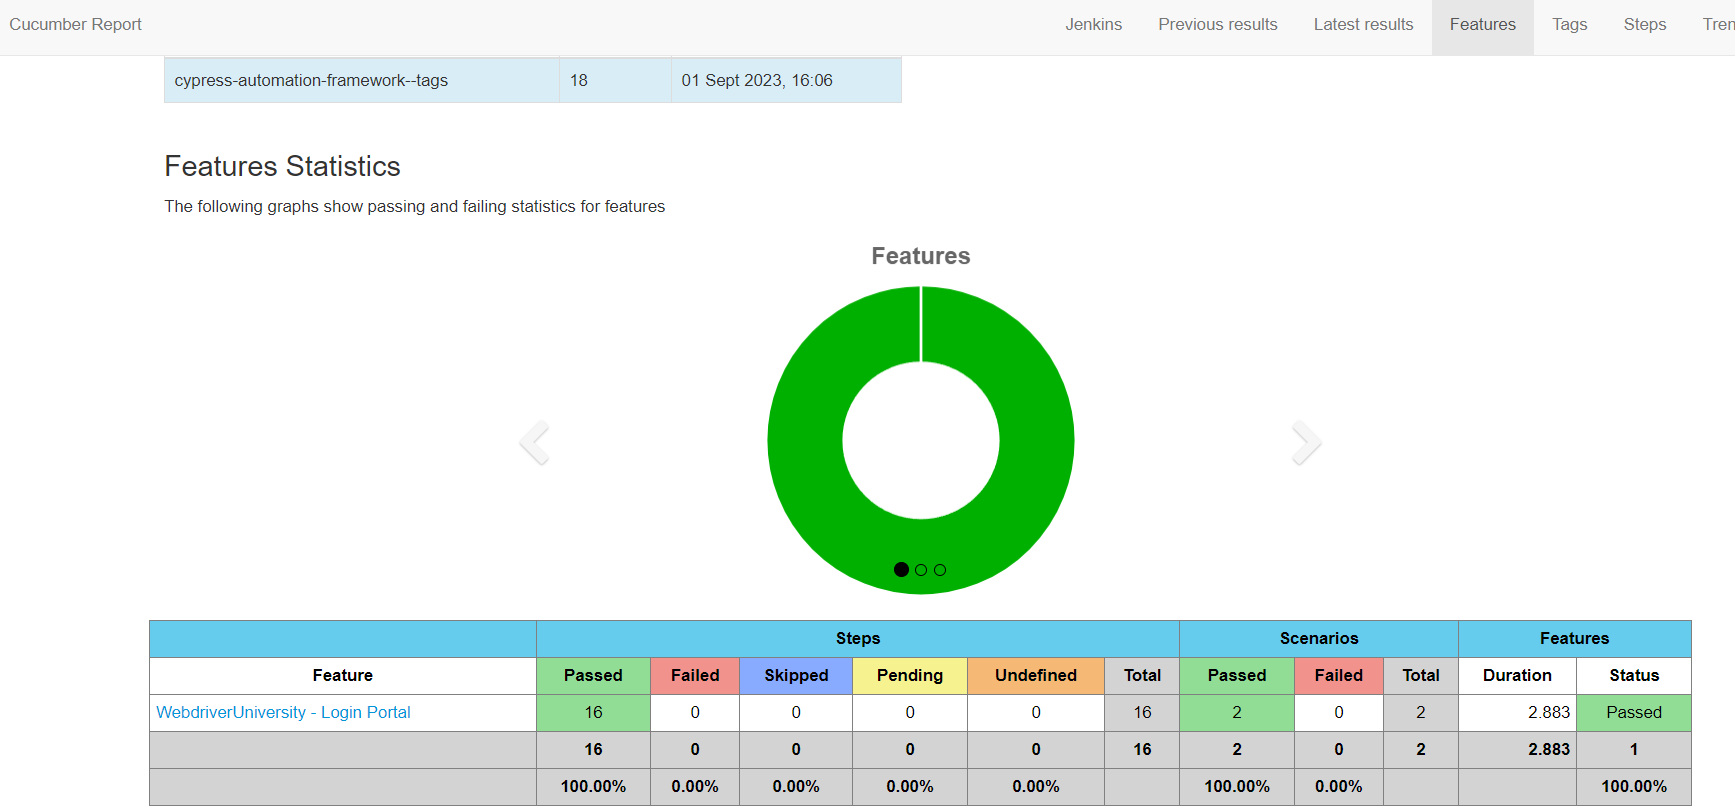 Cucumber Report Jenkins Previous results Latest results Features Tags Steps
cypress-automation-framework--tags 18 01 Sept 2023, 16:06
Features Statistics
The following graphs show passing and failing statistics for features
Features
Steps Scenarios Features
Feature Passed Failed Skipped Pending Undefined Total Passed Failed Total Duration Status
WebdriverUniversity - Login Portal 16 0 0 0 0 16 2 0 2 2.883 Passed
16 0 0 0 0 16 2 0 2 2.883 1
100.00% 0.00% 0.00% 0.00% 0.00% 100.00% 0.00% 100.00%